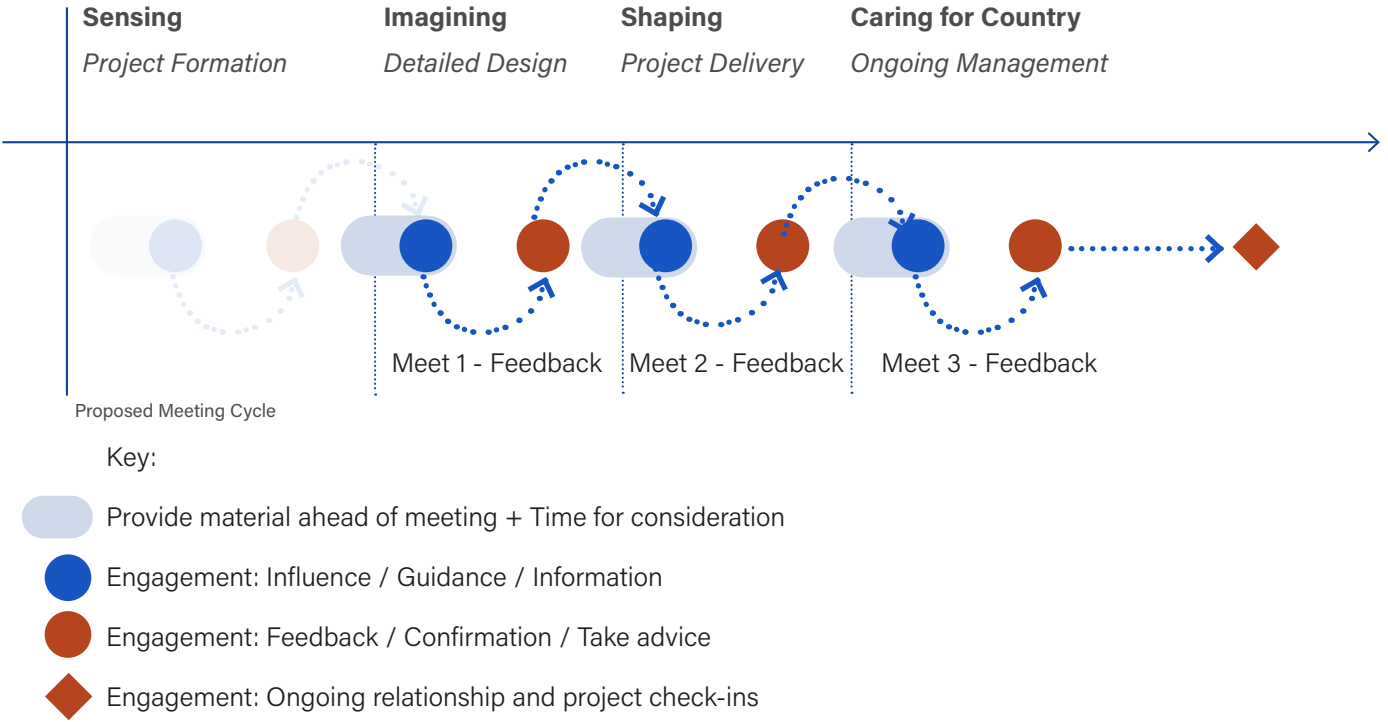 Sensing
Project Formation
Imagining
Detailed Design
Shaping
Project Delivery
Caring for Country
Ongoing Management
Meet 1 - Feedback
Meet 2 - Feedback
Meet 3 - Feedback
Proposed Meeting Cycle
Key:
Provide material ahead of meeting + Time for consideration
Engagement: Influence / Guidance / Information
Engagement: Feedback / Confirmation / Take advice
Engagement: Ongoing relationship and project check-ins